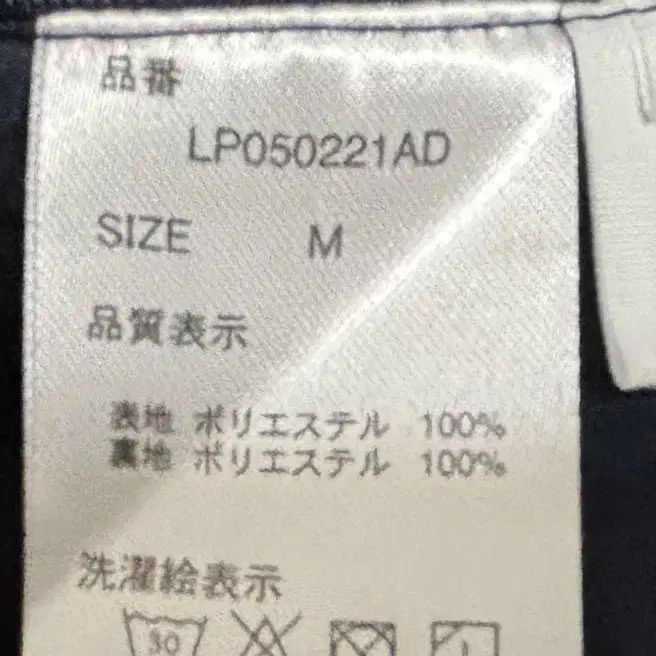 品番
LP050221AD
SIZE M
品質表示
表地 ポリエステル 100%
裏地 ポリエステル 100%
洗濯絵表示
30